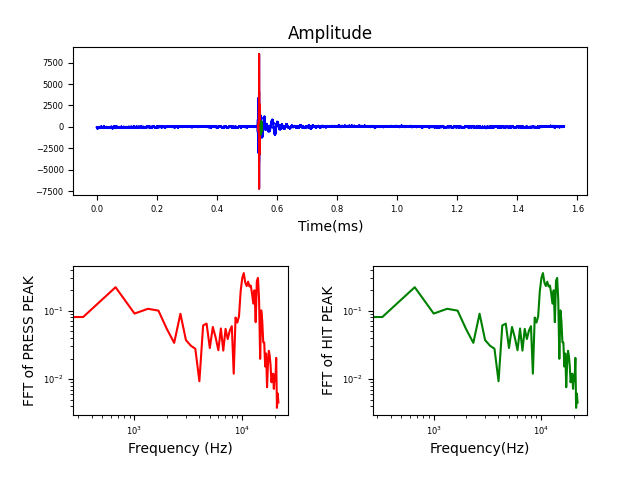 Amplitude
7500
5000
2500
0
−2500
−5000
−7500
0.0 0.2 0.4 0.6 0.8 1.0 1.2 1.4 1.6
Time(ms)
FFT of PRESS PEAK
10⁻¹
10⁻²
10³ 10⁴
Frequency (Hz)
FFT of HIT PEAK
10⁻¹
10⁻²
10³ 10⁴
Frequency(Hz)